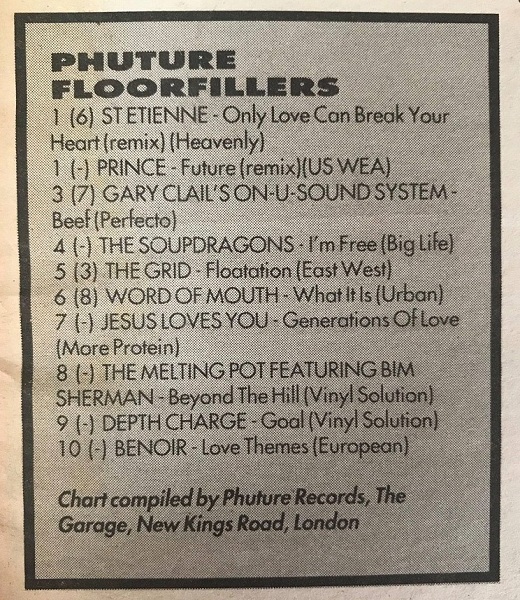 PHUTURE
FLOORFILLERS
1 (6) ST ETIENNE - Only Love Can Break Your
Heart (remix) (Heavenly)
1 (-) PRINCE - Future (remix)(US WEA)
3 (7) GARY CLAIL'S ON-U-SOUND SYSTEM -
Beef (Perfecto)
4 (-) THE SOUPDRAGONS - I'm Free (Big Life)
5 (3) THE GRID - Floatation (East West)
6 (8) WORD OF MOUTH - What It Is (Urban)
7 (-) JESUS LOVES YOU - Generations Of Love
(More Protein)
8 (-) THE MELTING POT FEATURING BIM
SHERMAN - Beyond The Hill (Vinyl Solution)
9 (-) DEPTH CHARGE - Goal (Vinyl Solution)
10 (-) BENOIR - Love Themes (European)
Chart compiled by Phuture Records, The
Garage, New Kings Road, London